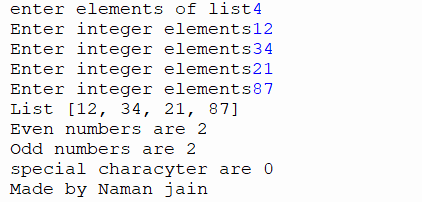 enter elements of list4
Enter integer elements12
Enter integer elements34
Enter integer elements21
Enter integer elements87
List [12, 34, 21, 87]
Even numbers are 2
Odd numbers are 2
special characyter are 0
Made by Naman jain